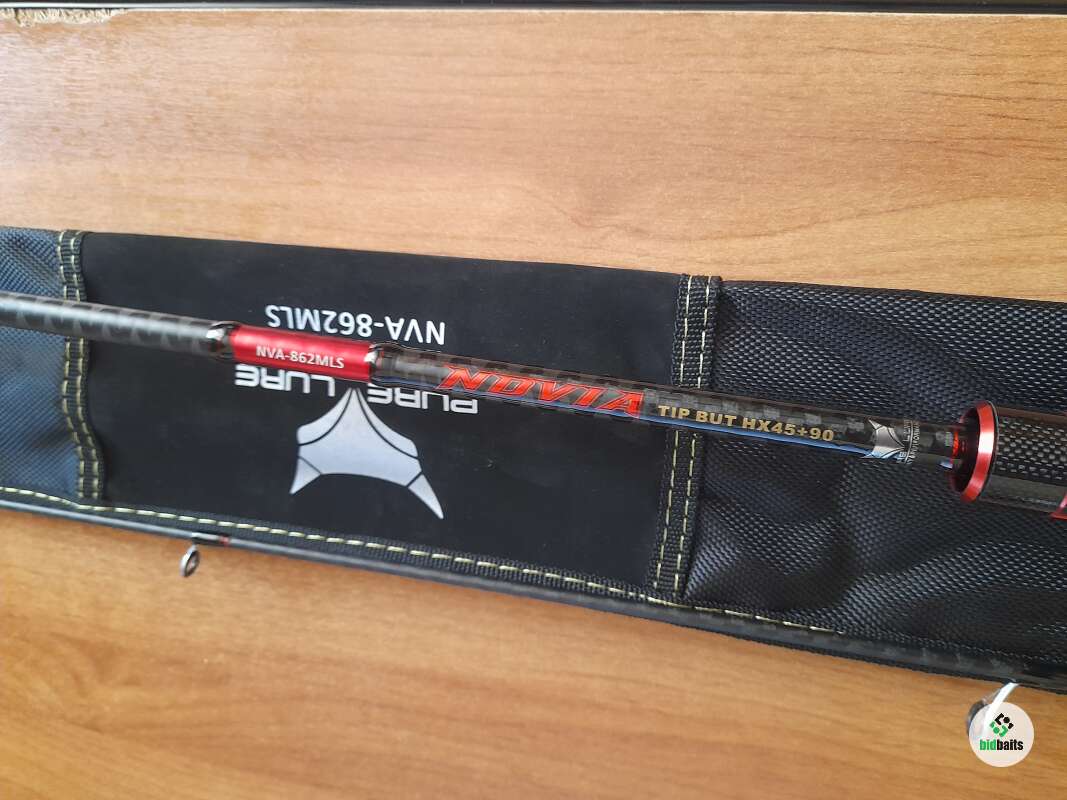 NVA-862MLS
PURE LURE
NVA-862MLS
NOVIA
TIP BUT HX45+90
bidbaits